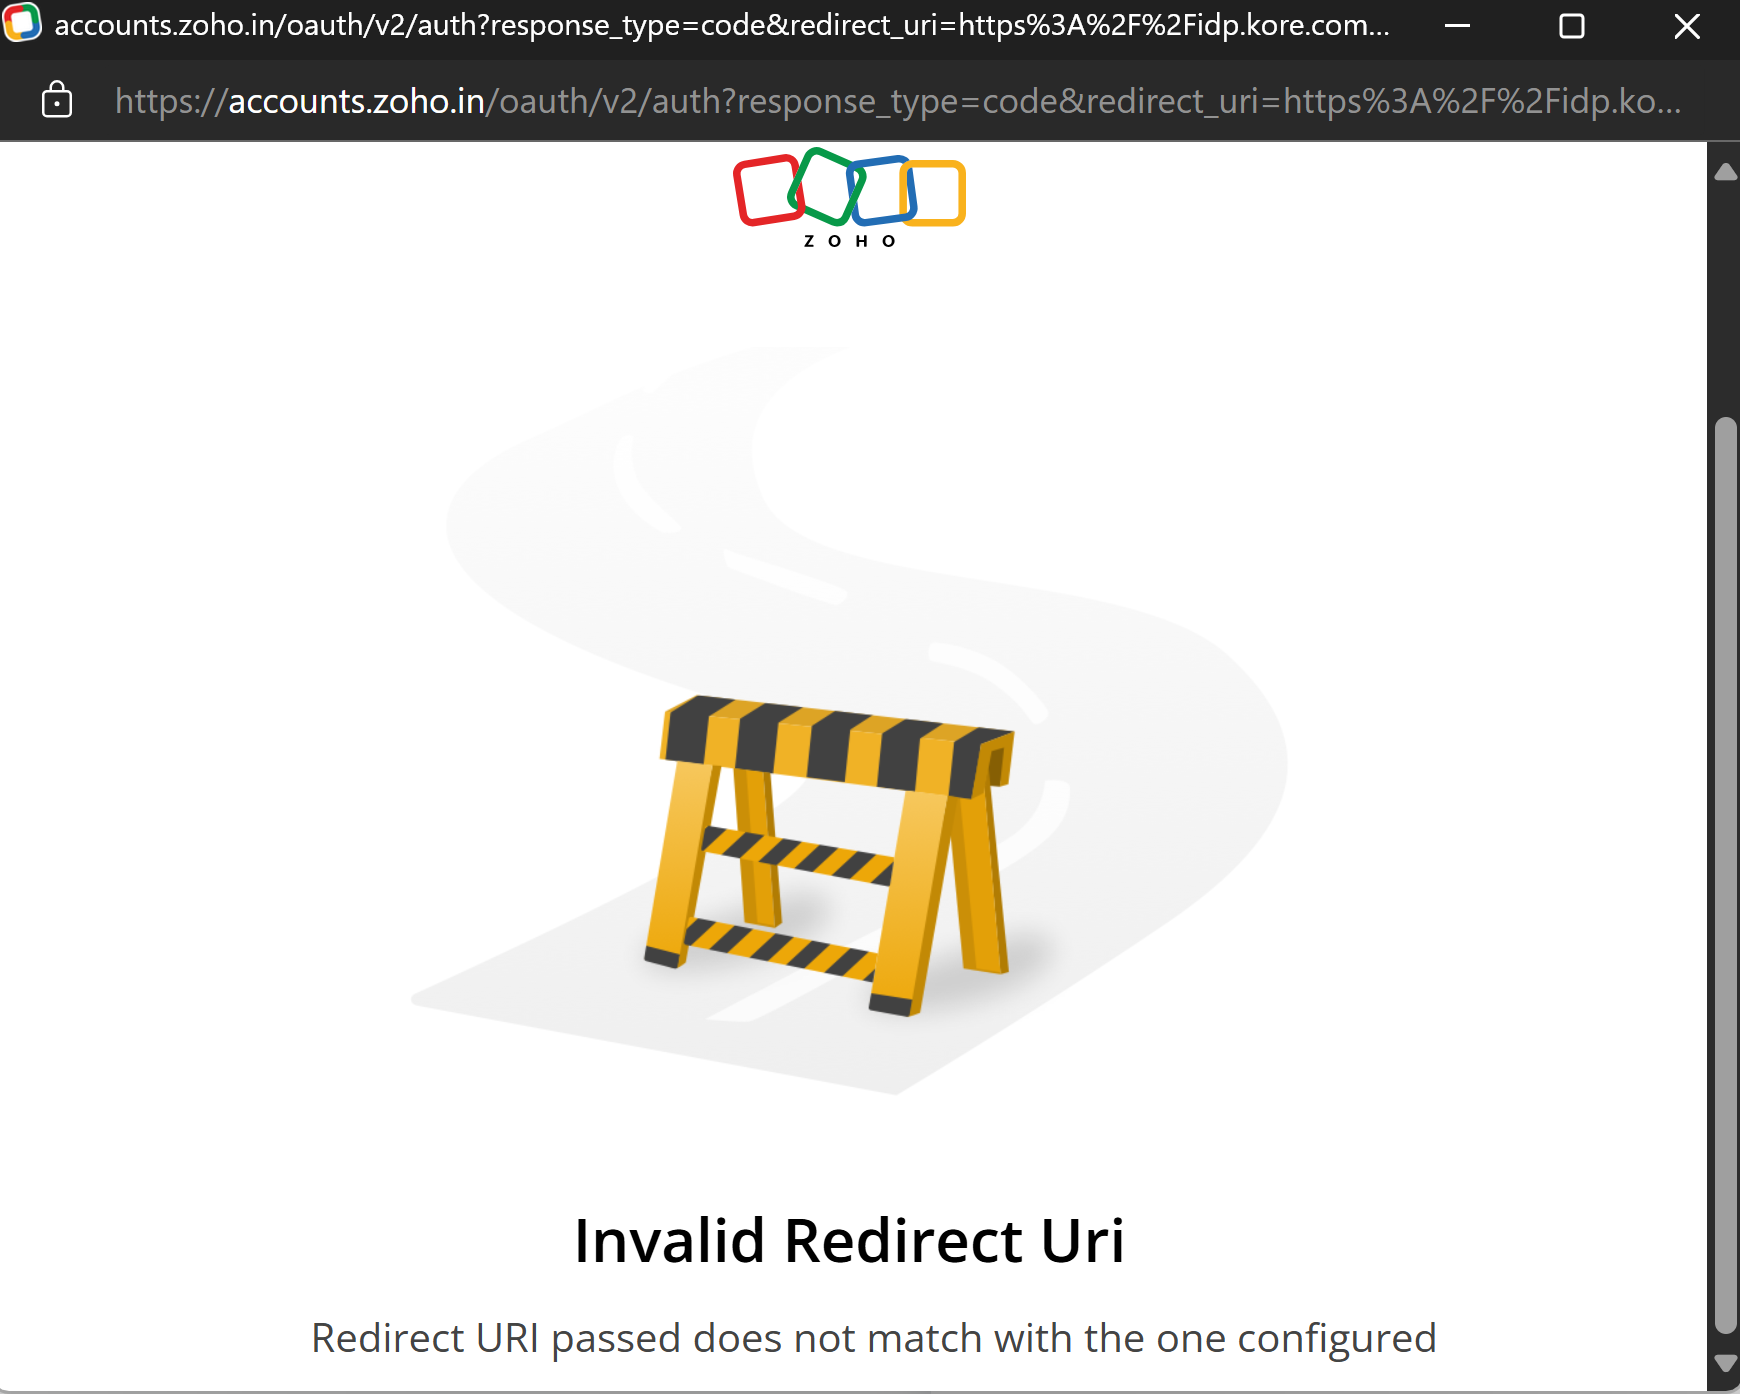 accounts.zoho.in/oauth/v2/auth?response_type=code&redirect_uri=https%3A%2F%2Fidp.kore.com...
https://accounts.zoho.in/oauth/v2/auth?response_type=code&redirect_uri=https%3A%2F%2Fidp.ko...
ZOHO
Invalid Redirect Uri
Redirect URI passed does not match with the one configured